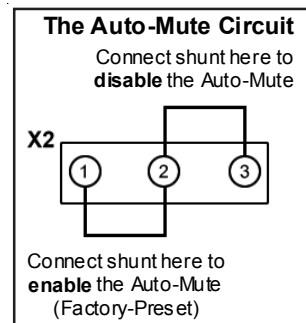 The Auto-Mute Circuit
Connect shunt here to
disable the Auto-Mute
X2
1 2 3
Connect shunt here to
enable the Auto-Mute
(Factory-Preset)